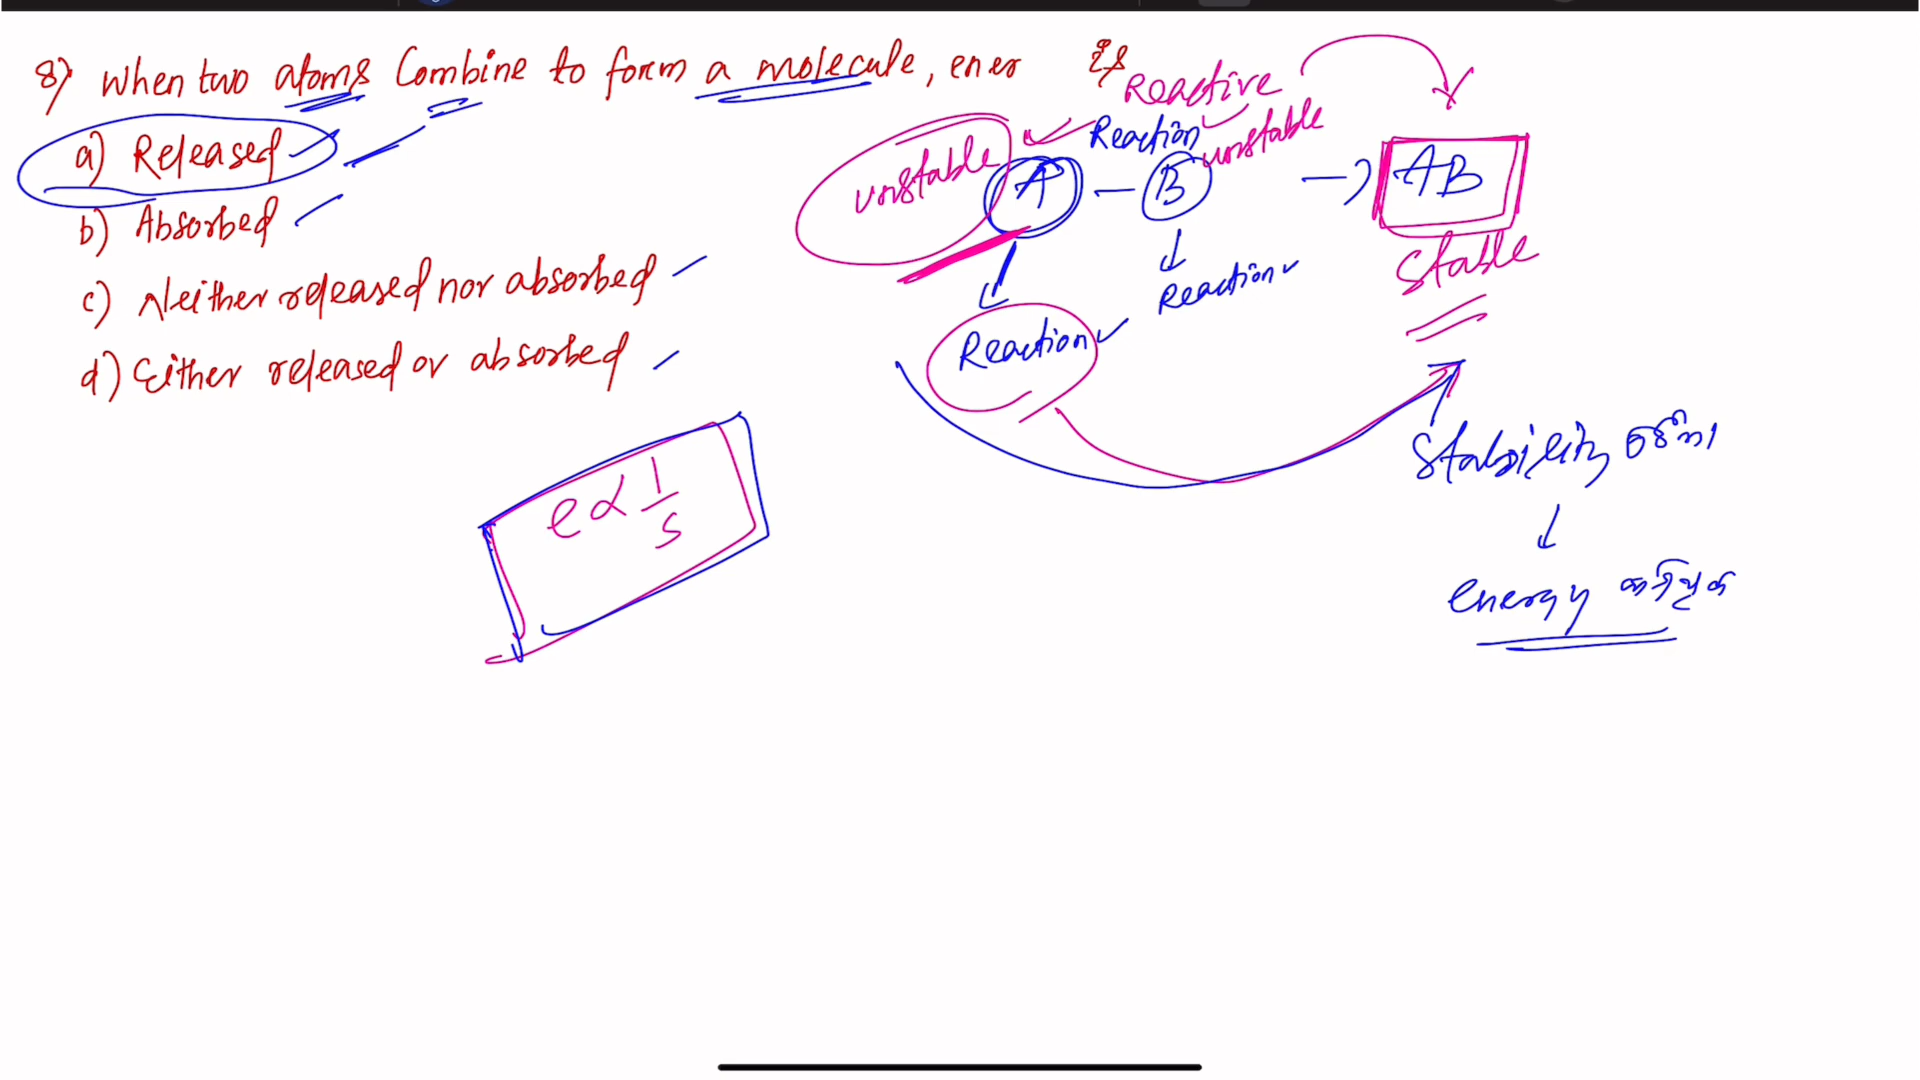 8) When two atoms Combine to form a molecule, ener is
a) Released
b) Absorbed
c) Neither released nor absorbed
d) Either released or absorbed
Reactive
Reaction
unstable
unstable
A – B → AB
Stable
Reaction
Reaction
Stability
energy
e ∝ 1/s